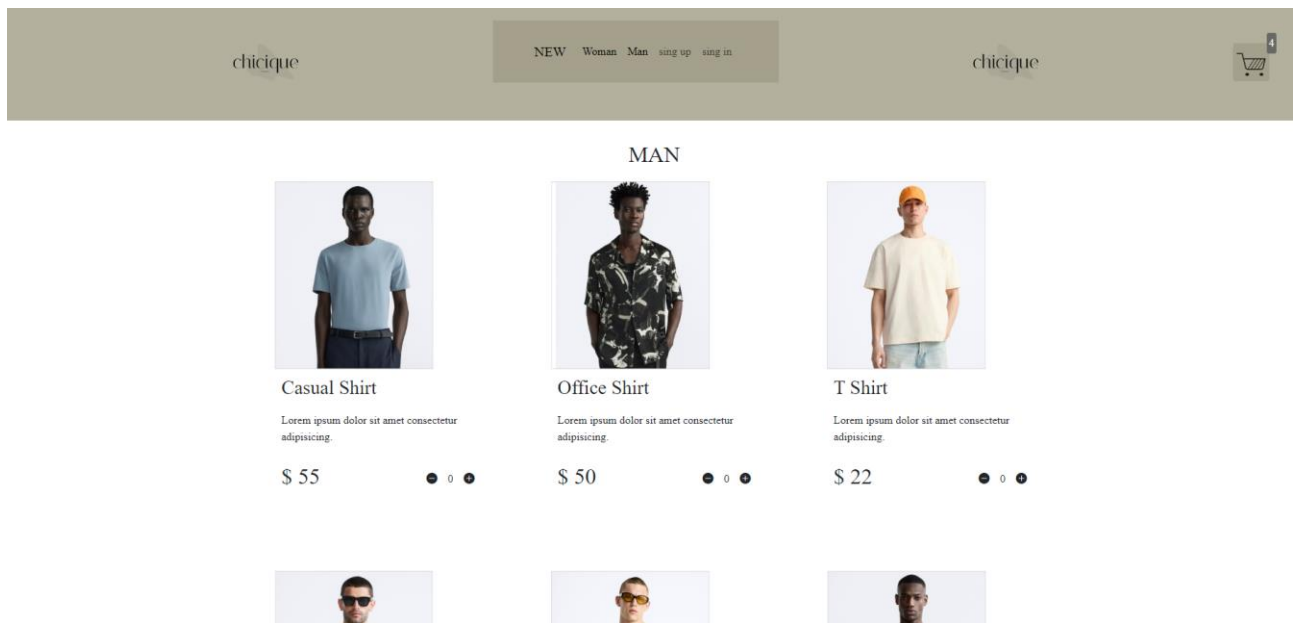 chicique
NEW Woman Man sing up sing in
chicique
4
MAN
Casual Shirt
Lorem ipsum dolor sit amet consectetur
adipisicing.
$ 55
0
Office Shirt
Lorem ipsum dolor sit amet consectetur
adipisicing.
$ 50
0
T Shirt
Lorem ipsum dolor sit amet consectetur
adipisicing.
$ 22
0